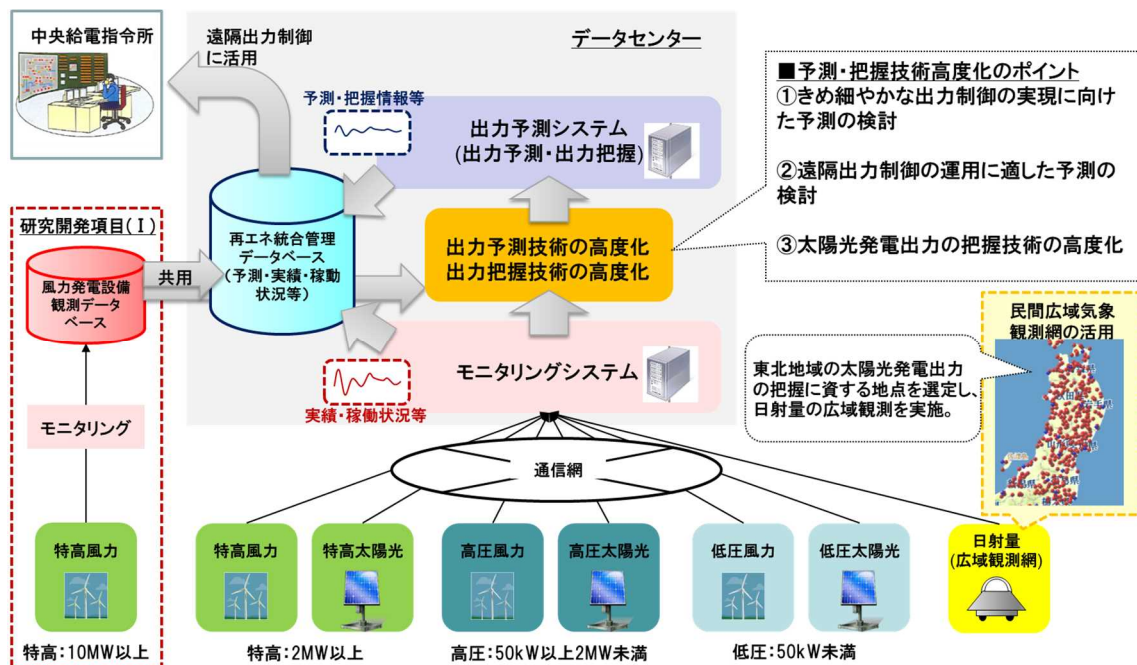 中央給電指令所
遠隔出力制御
に活用
データセンター
予測・把握情報等
出力予測システム
(出力予測・出力把握)
■予測・把握技術高度化のポイント
①きめ細やかな出力制御の実現に向け
た予測の検討
②遠隔出力制御の運用に適した予測の
検討
③太陽光発電出力の把握技術の高度化
研究開発項目(Ⅰ)
風力発電設備
観測データ
ベース
共用
再エネ統合管理
データベース
(予測・実績・稼動
状況等)
出力予測技術の高度化
出力把握技術の高度化
モニタリングシステム
実績・稼働状況等
民間広域気象
観測網の活用
東北地域の太陽光発電出力
の把握に資する地点を選定し、
日射量の広域観測を実施。
モニタリング
通信網
特高風力
特高風力
特高太陽光
高圧風力
高圧太陽光
低圧風力
低圧太陽光
日射量
(広域観測網)
特高：10MW以上
特高：2MW以上
高圧：50kW以上2MW未満
低圧：50kW未満